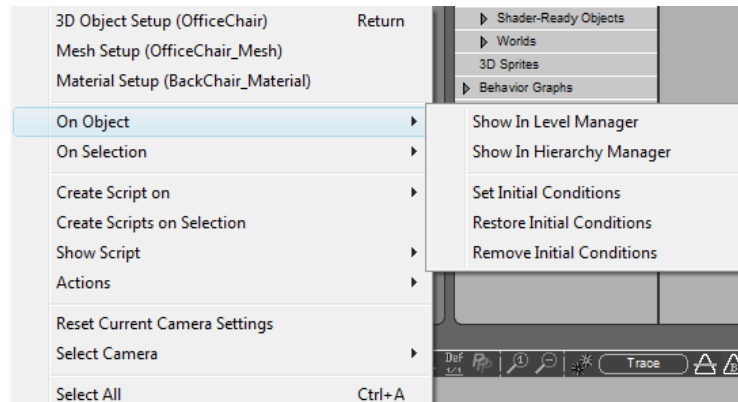 3D Object Setup (OfficeChair) Return
Mesh Setup (OfficeChair_Mesh)
Material Setup (BackChair_Material)
On Object
On Selection
Create Script on
Create Scripts on Selection
Show Script
Actions
Reset Current Camera Settings
Select Camera
Select All Ctrl+A
Shader-Ready Objects
Worlds
3D Sprites
Behavior Graphs
Show In Level Manager
Show In Hierarchy Manager
Set Initial Conditions
Restore Initial Conditions
Remove Initial Conditions
Def
1/1
Trace